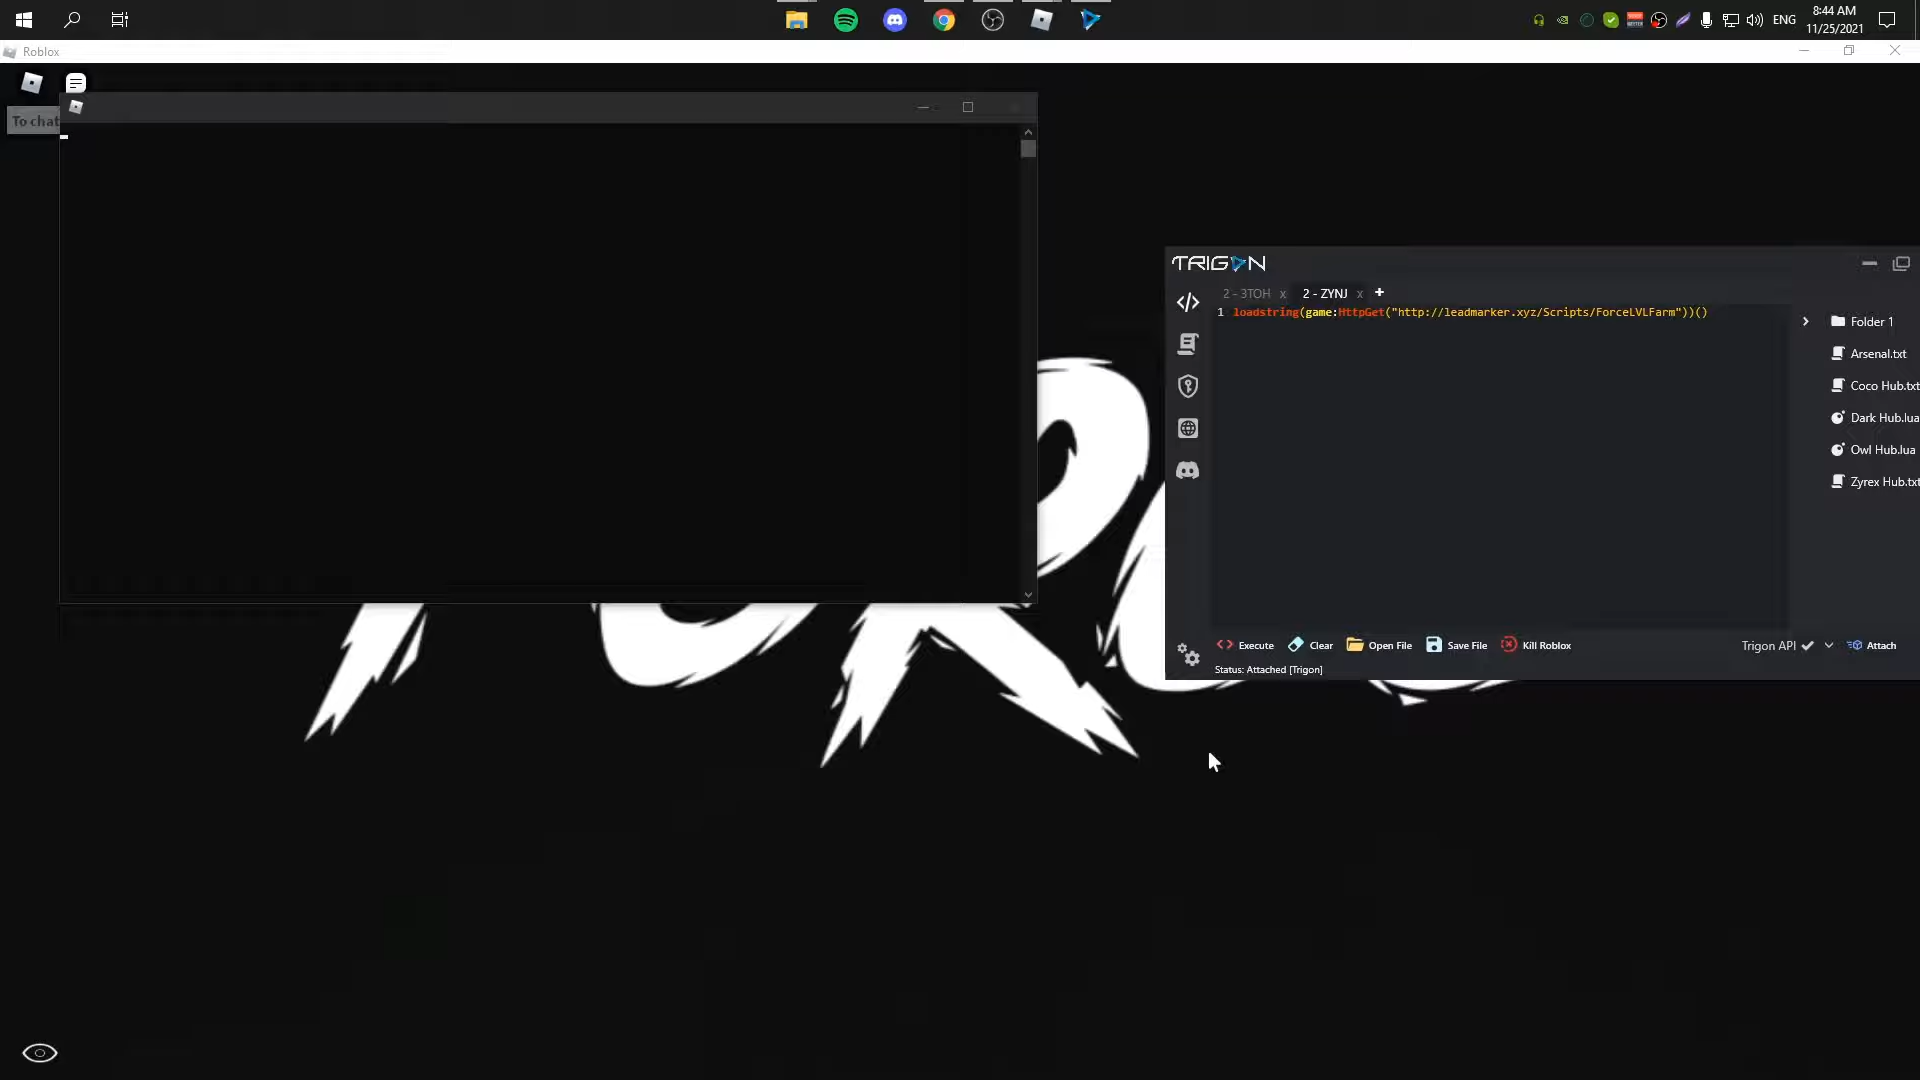 8:44 AM
ENG
11/25/2021
Roblox
To chat
TRIGON
2 - 3TOH x 2 - ZYNJ x +
1 loadstring(game:HttpGet("http://leadmarker.xyz/Scripts/ForceLVLFarm"))()
Folder 1
Arsenal.txt
Coco Hub.txt
Dark Hub.lua
Owl Hub.lua
Zyrex Hub.txt
Execute Clear Open File Save File Kill Roblox Trigon API Attach
Status: Attached [Trigon]